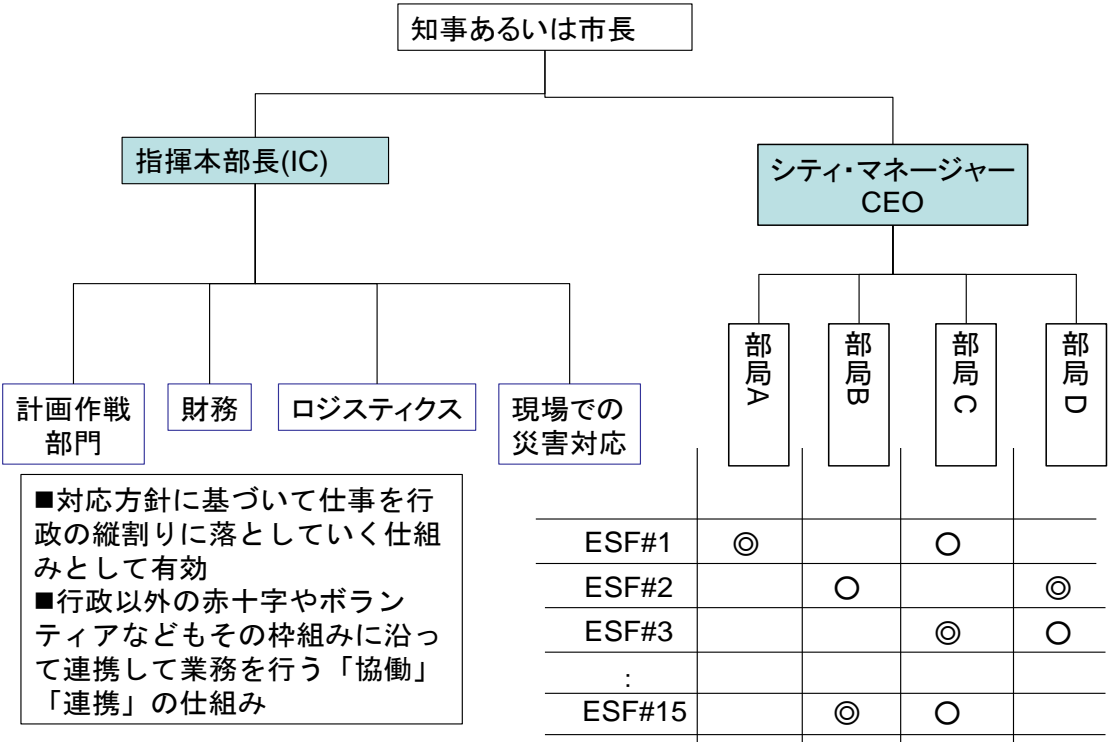 知事あるいは市長
指揮本部長(IC)
シティ・マネージャー
CEO
計画作戦
部門
財務
ロジスティクス
現場での
災害対応
部局A
部局B
部局C
部局D
■対応方針に基づいて仕事を行
政の縦割りに落としていく仕組
みとして有効
■行政以外の赤十字やボラン
ティアなどもその枠組みに沿っ
て連携して業務を行う「協働」
「連携」の仕組み
ESF#1 ◎ ○
ESF#2 ○ ◎
ESF#3 ◎ ○
:
ESF#15 ◎ ○